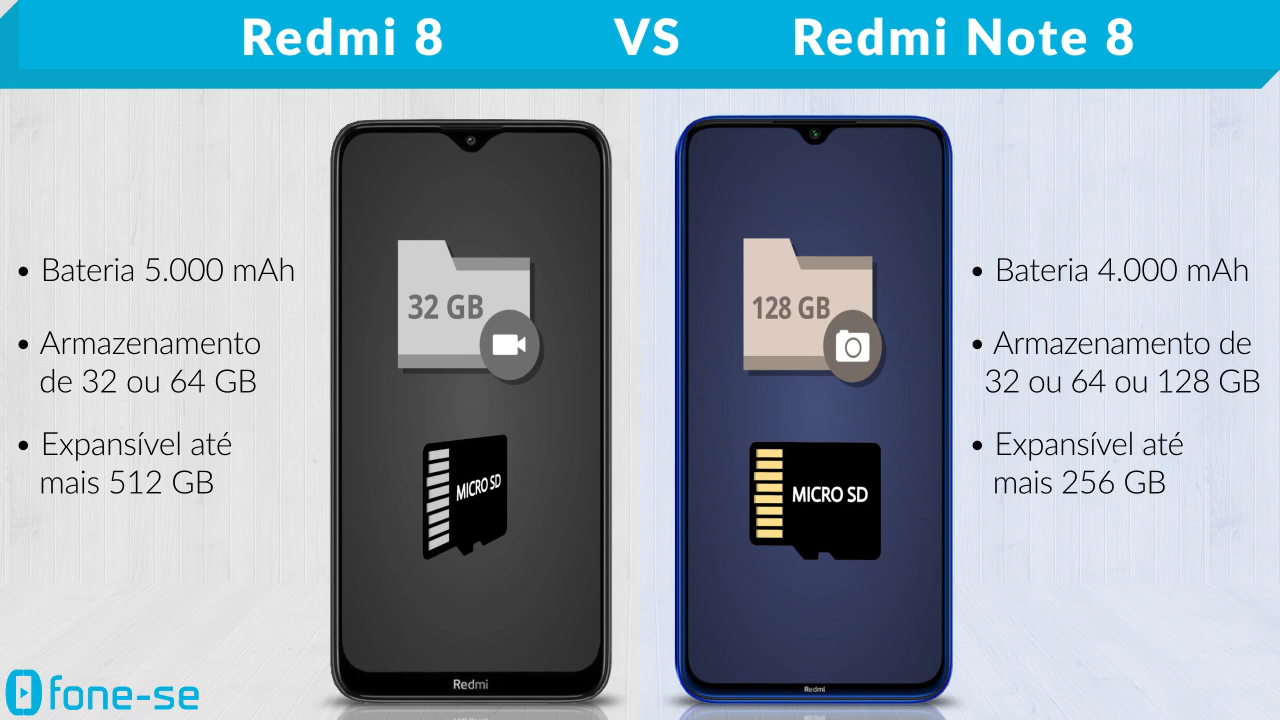 Redmi 8 VS Redmi Note 8
• Bateria 5.000 mAh
• Armazenamento
de 32 ou 64 GB
• Expansível até
mais 512 GB
32 GB
MICRO SD
Redmi
128 GB
MICRO SD
Redmi
• Bateria 4.000 mAh
• Armazenamento de
32 ou 64 ou 128 GB
• Expansível até
mais 256 GB
fone-se